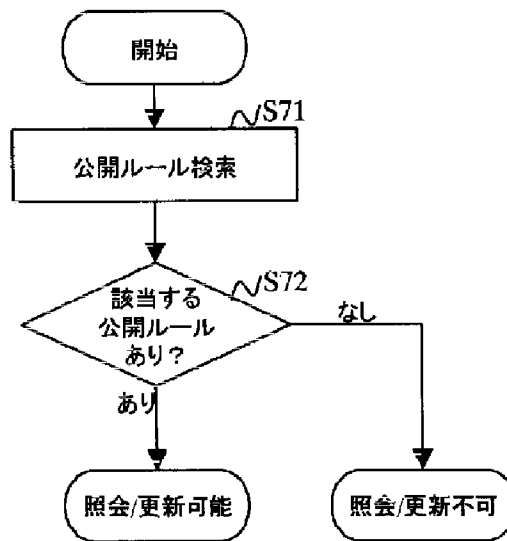 開始
S71
公開ルール検索
S72
該当する
公開ルール
あり?
なし
あり
照会/更新可能
照会/更新不可